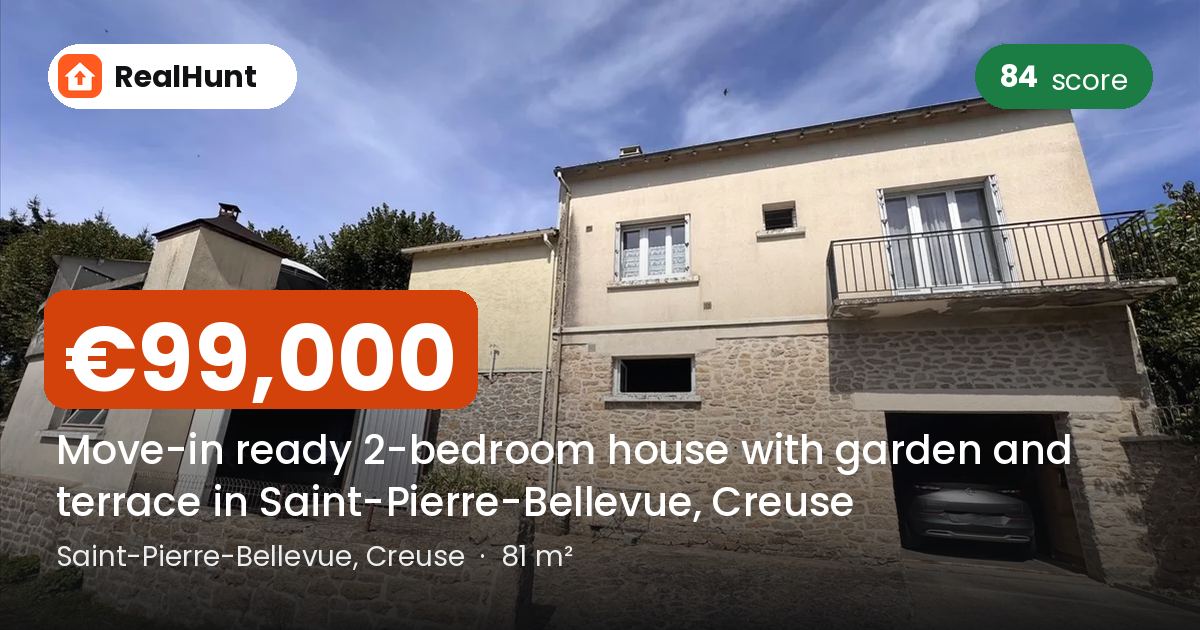 RealHunt
84 score
€99,000
Move-in ready 2-bedroom house with garden and
terrace in Saint-Pierre-Bellevue, Creuse
Saint-Pierre-Bellevue, Creuse · 81 m²